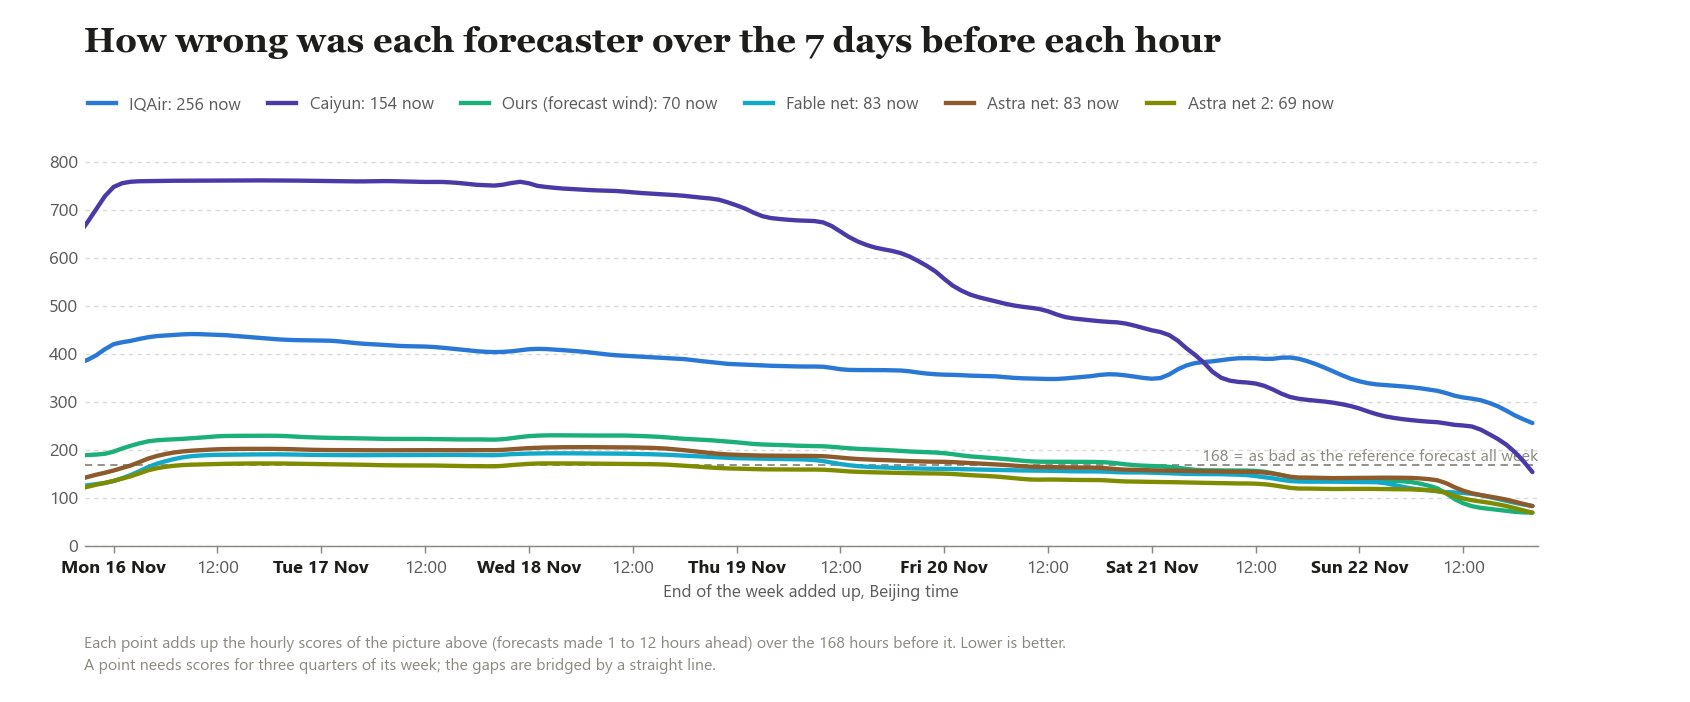 How wrong was each forecaster over the 7 days before each hour
IQAir: 256 now Caiyun: 154 now Ours (forecast wind): 70 now Fable net: 83 now Astra net: 83 now Astra net 2: 69 now
800
700
600
500
400
300
200
168 = as bad as the reference forecast all week
100
0
Mon 16 Nov 12:00 Tue 17 Nov 12:00 Wed 18 Nov 12:00 Thu 19 Nov 12:00 Fri 20 Nov 12:00 Sat 21 Nov 12:00 Sun 22 Nov 12:00
End of the week added up, Beijing time
Each point adds up the hourly scores of the picture above (forecasts made 1 to 12 hours ahead) over the 168 hours before it. Lower is better.
A point needs scores for three quarters of its week; the gaps are bridged by a straight line.